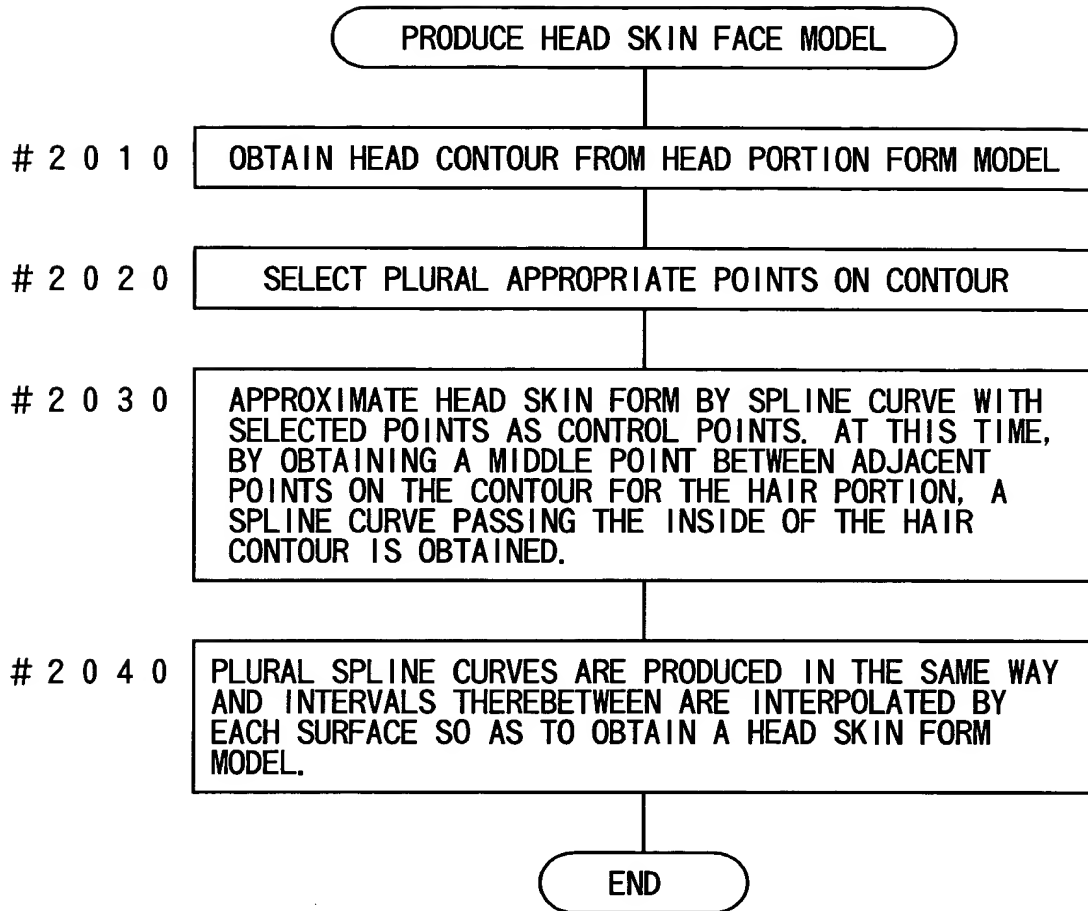 PRODUCE HEAD SKIN FACE MODEL
#2010 OBTAIN HEAD CONTOUR FROM HEAD PORTION FORM MODEL
#2020 SELECT PLURAL APPROPRIATE POINTS ON CONTOUR
#2030 APPROXIMATE HEAD SKIN FORM BY SPLINE CURVE WITH
SELECTED POINTS AS CONTROL POINTS. AT THIS TIME,
BY OBTAINING A MIDDLE POINT BETWEEN ADJACENT
POINTS ON THE CONTOUR FOR THE HAIR PORTION, A
SPLINE CURVE PASSING THE INSIDE OF THE HAIR
CONTOUR IS OBTAINED.
#2040 PLURAL SPLINE CURVES ARE PRODUCED IN THE SAME WAY
AND INTERVALS THEREBETWEEN ARE INTERPOLATED BY
EACH SURFACE SO AS TO OBTAIN A HEAD SKIN FORM
MODEL.
END